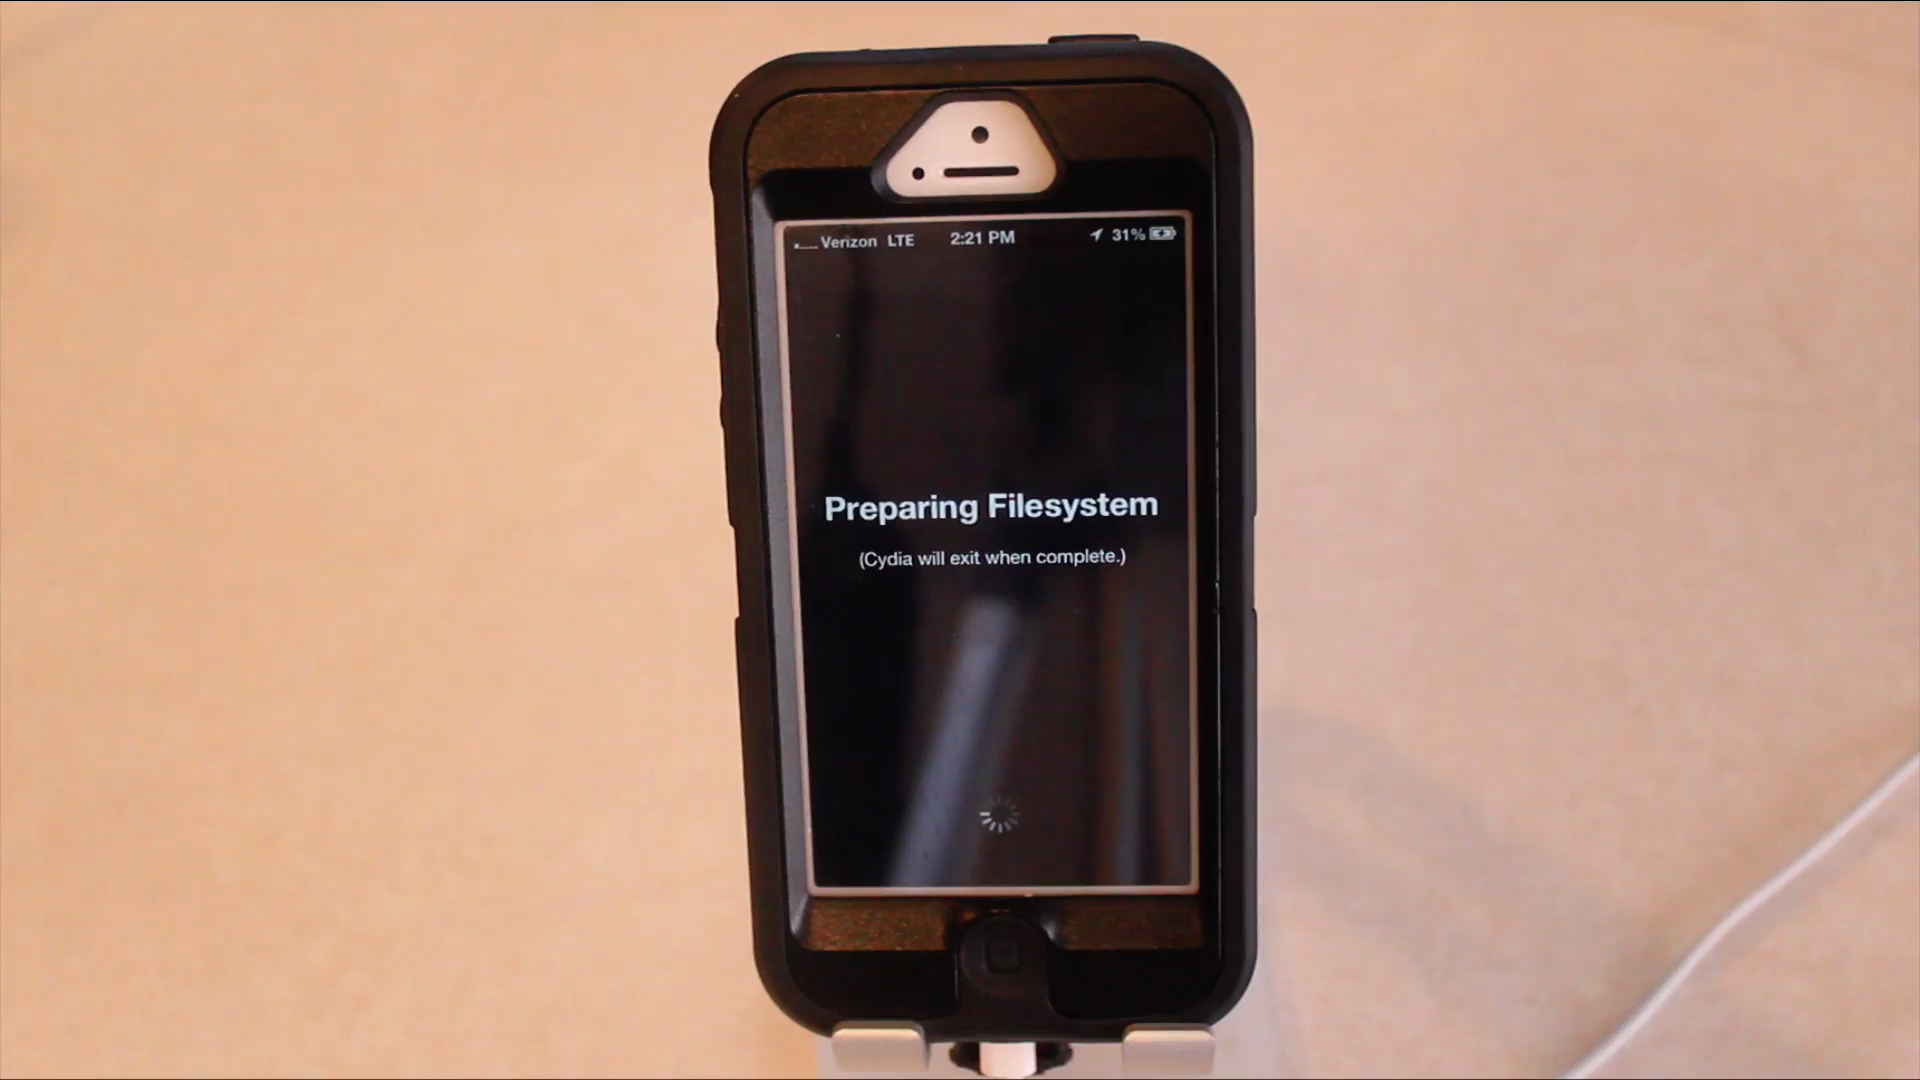 Verizon LTE 2:21 PM 31%
Preparing Filesystem
(Cydia will exit when complete.)